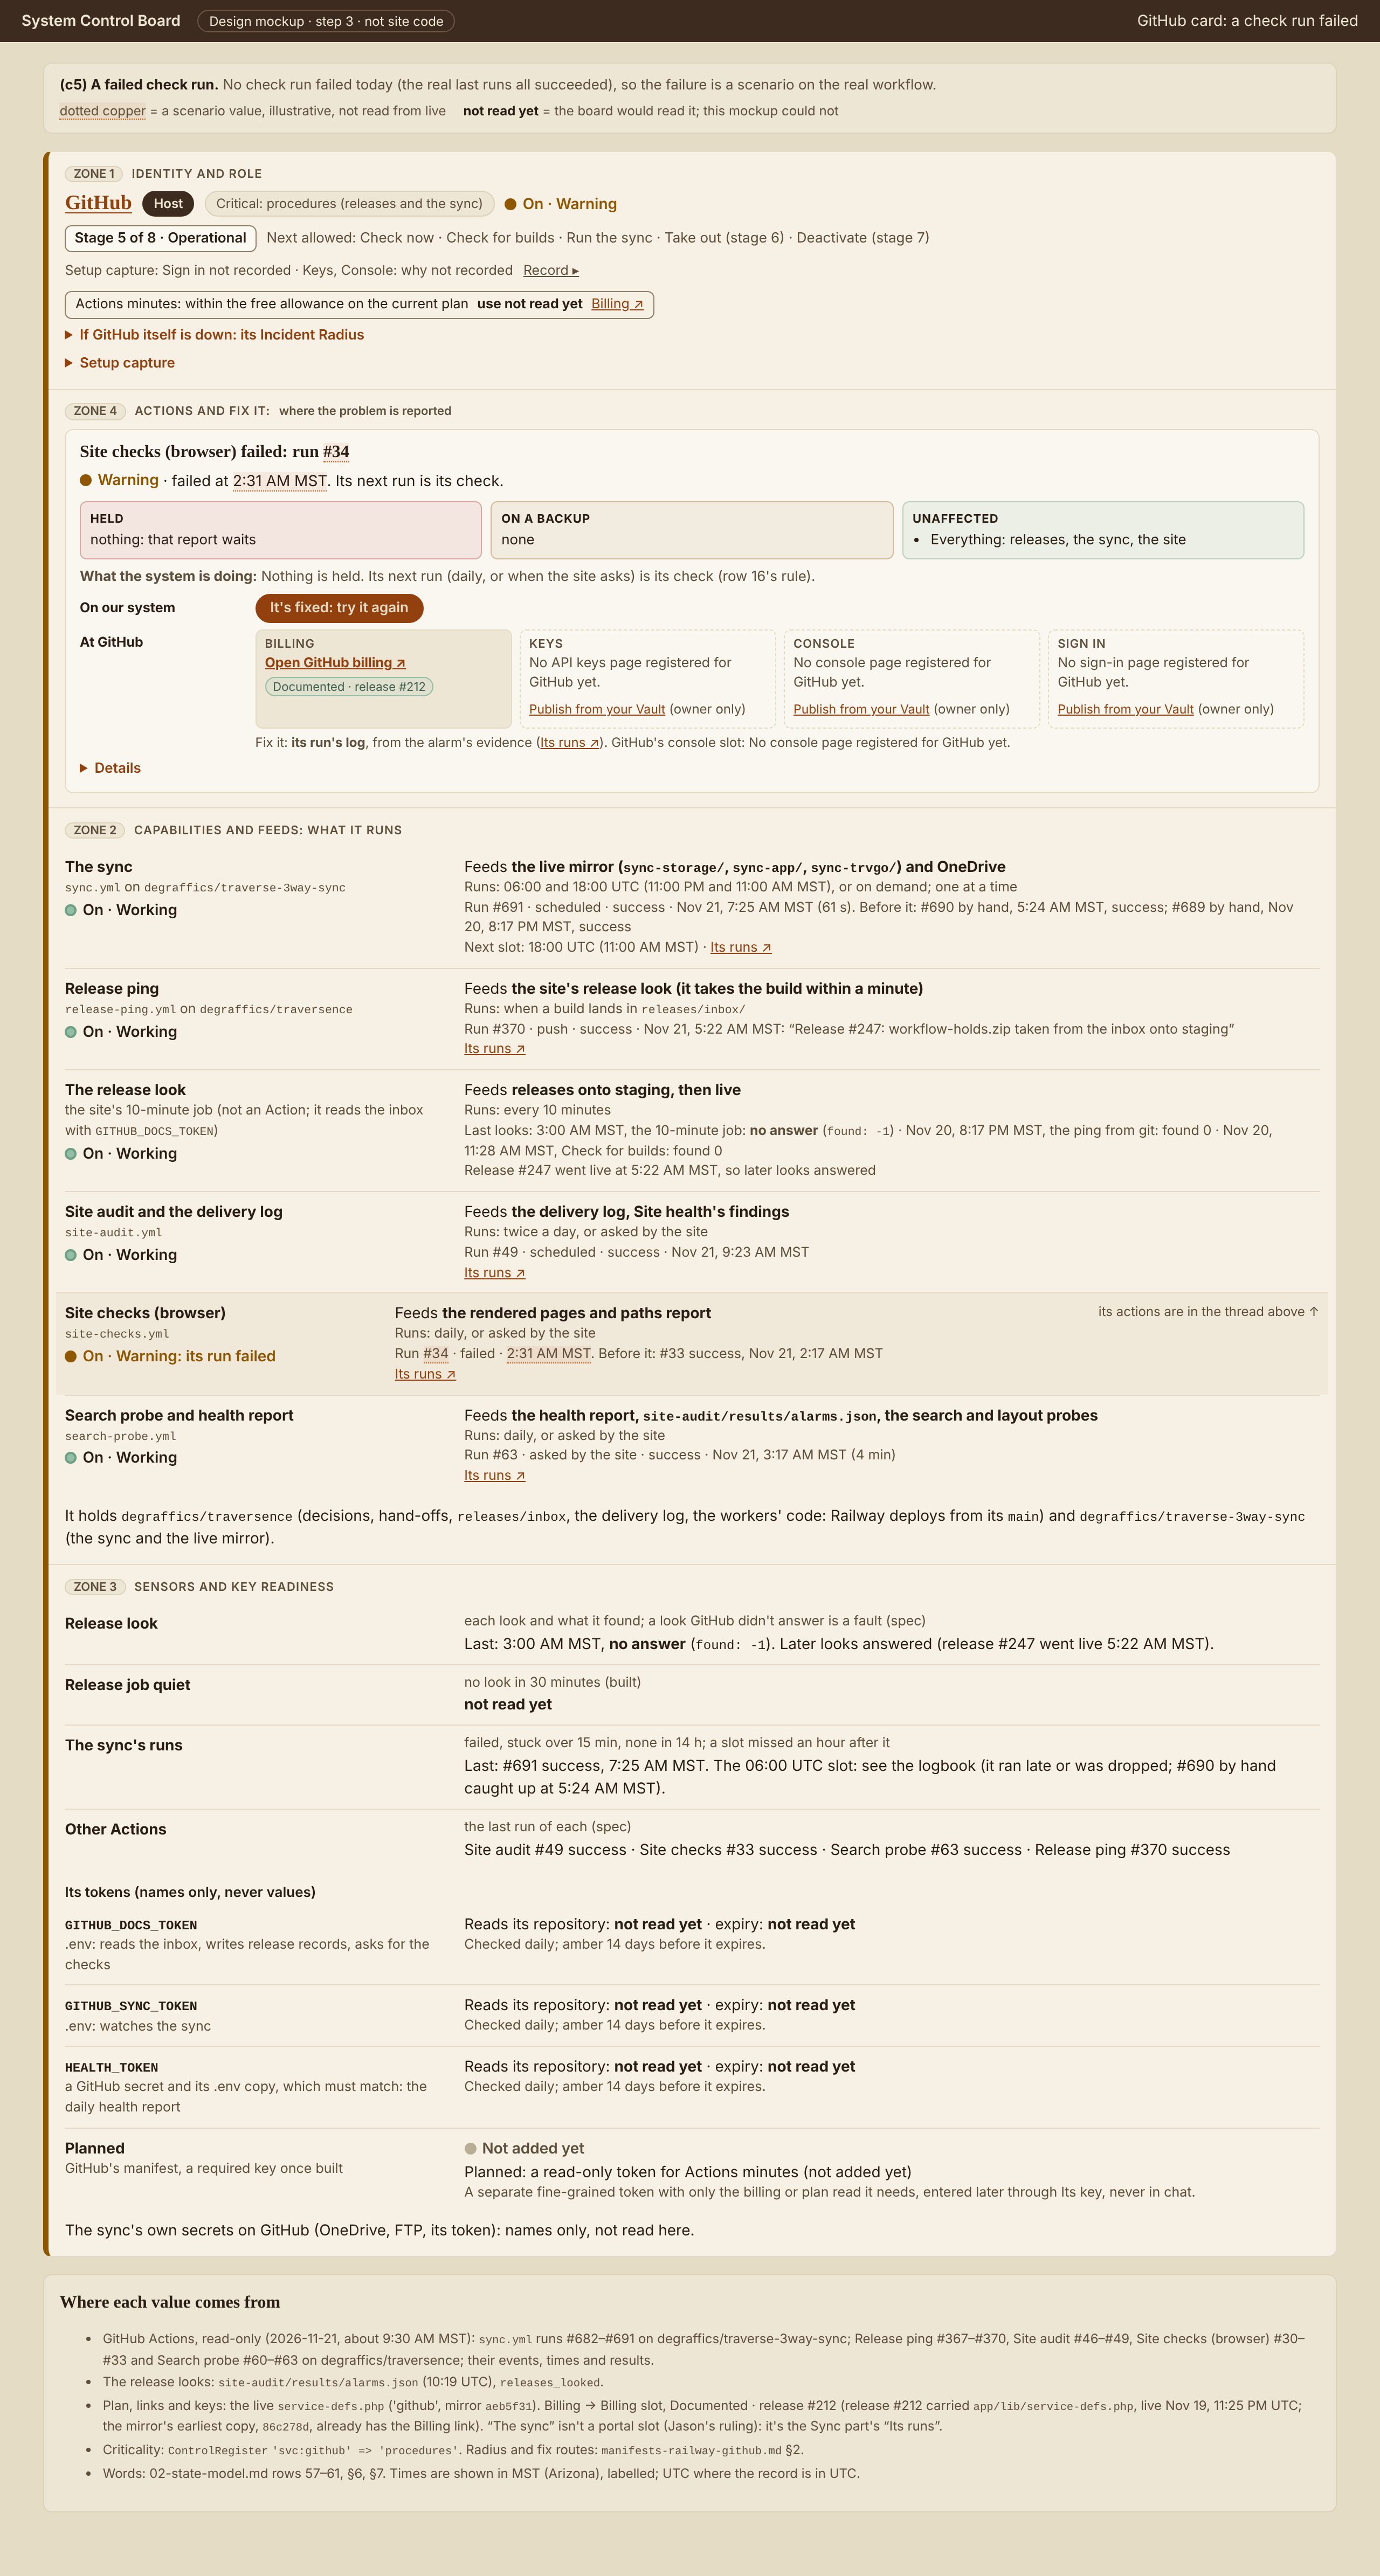 System Control Board
Design mockup · step 3 · not site code
GitHub card: a check run failed
(c5) A failed check run. No check run failed today (the real last runs all succeeded), so the failure is a scenario on the real workflow.
dotted copper = a scenario value, illustrative, not read from live not read yet = the board would read it; this mockup could not
ZONE 1 IDENTITY AND ROLE
GitHub Host Critical: procedures (releases and the sync) On · Warning
Stage 5 of 8 · Operational Next allowed: Check now · Check for builds · Run the sync · Take out (stage 6) · Deactivate (stage 7)
Setup capture: Sign in not recorded · Keys, Console: why not recorded Record ▸
Actions minutes: within the free allowance on the current plan use not read yet Billing ↗
▶ If GitHub itself is down: its Incident Radius
▶ Setup capture
ZONE 4 ACTIONS AND FIX IT: where the problem is reported
Site checks (browser) failed: run #34
Warning · failed at 2:31 AM MST. Its next run is its check.
HELD
nothing: that report waits
ON A BACKUP
none
UNAFFECTED
• Everything: releases, the sync, the site
What the system is doing: Nothing is held. Its next run (daily, or when the site asks) is its check (row 16's rule).
On our system
It's fixed: try it again
At GitHub
BILLING
Open GitHub billing ↗
Documented · release #212
KEYS
No API keys page registered for
GitHub yet.
Publish from your Vault (owner only)
CONSOLE
No console page registered for
GitHub yet.
Publish from your Vault (owner only)
SIGN IN
No sign-in page registered for
GitHub yet.
Publish from your Vault (owner only)
Fix it: its run's log, from the alarm's evidence (Its runs ↗). GitHub's console slot: No console page registered for GitHub yet.
▶ Details
ZONE 2 CAPABILITIES AND FEEDS: WHAT IT RUNS
The sync
sync.yml on degraffics/traverse-3way-sync
On · Working
Feeds the live mirror (sync-storage/, sync-app/, sync-trvgo/) and OneDrive
Runs: 06:00 and 18:00 UTC (11:00 PM and 11:00 AM MST), or on demand; one at a time
Run #691 · scheduled · success · Nov 21, 7:25 AM MST (61 s). Before it: #690 by hand, 5:24 AM MST, success; #689 by hand, Nov
20, 8:17 PM MST, success
Next slot: 18:00 UTC (11:00 AM MST) · Its runs ↗
Release ping
release-ping.yml on degraffics/traversence
On · Working
Feeds the site's release look (it takes the build within a minute)
Runs: when a build lands in releases/inbox/
Run #370 · push · success · Nov 21, 5:22 AM MST: “Release #247: workflow-holds.zip taken from the inbox onto staging”
Its runs ↗
The release look
the site's 10-minute job (not an Action; it reads the inbox
with GITHUB_DOCS_TOKEN)
On · Working
Feeds releases onto staging, then live
Runs: every 10 minutes
Last looks: 3:00 AM MST, the 10-minute job: no answer (found: -1) · Nov 20, 8:17 PM MST, the ping from git: found 0 · Nov 20,
11:28 AM MST, Check for builds: found 0
Release #247 went live at 5:22 AM MST, so later looks answered
Site audit and the delivery log
site-audit.yml
On · Working
Feeds the delivery log, Site health's findings
Runs: twice a day, or asked by the site
Run #49 · scheduled · success · Nov 21, 9:23 AM MST
Its runs ↗
Site checks (browser)
site-checks.yml
On · Warning: its run failed
Feeds the rendered pages and paths report
Runs: daily, or asked by the site
Run #34 · failed · 2:31 AM MST. Before it: #33 success, Nov 21, 2:17 AM MST
Its runs ↗
its actions are in the thread above ↑
Search probe and health report
search-probe.yml
On · Working
Feeds the health report, site-audit/results/alarms.json, the search and layout probes
Runs: daily, or asked by the site
Run #63 · asked by the site · success · Nov 21, 3:17 AM MST (4 min)
Its runs ↗
It holds degraffics/traversence (decisions, hand-offs, releases/inbox, the delivery log, the workers' code: Railway deploys from its main) and degraffics/traverse-3way-sync
(the sync and the live mirror).
ZONE 3 SENSORS AND KEY READINESS
Release look
each look and what it found; a look GitHub didn't answer is a fault (spec)
Last: 3:00 AM MST, no answer (found: -1). Later looks answered (release #247 went live 5:22 AM MST).
Release job quiet
no look in 30 minutes (built)
not read yet
The sync's runs
failed, stuck over 15 min, none in 14 h; a slot missed an hour after it
Last: #691 success, 7:25 AM MST. The 06:00 UTC slot: see the logbook (it ran late or was dropped; #690 by hand
caught up at 5:24 AM MST).
Other Actions
the last run of each (spec)
Site audit #49 success · Site checks #33 success · Search probe #63 success · Release ping #370 success
Its tokens (names only, never values)
GITHUB_DOCS_TOKEN
.env: reads the inbox, writes release records, asks for the
checks
Reads its repository: not read yet · expiry: not read yet
Checked daily; amber 14 days before it expires.
GITHUB_SYNC_TOKEN
.env: watches the sync
Reads its repository: not read yet · expiry: not read yet
Checked daily; amber 14 days before it expires.
HEALTH_TOKEN
a GitHub secret and its .env copy, which must match: the
daily health report
Reads its repository: not read yet · expiry: not read yet
Checked daily; amber 14 days before it expires.
Planned
GitHub's manifest, a required key once built
Not added yet
Planned: a read-only token for Actions minutes (not added yet)
A separate fine-grained token with only the billing or plan read it needs, entered later through Its key, never in chat.
The sync's own secrets on GitHub (OneDrive, FTP, its token): names only, not read here.
Where each value comes from
• GitHub Actions, read-only (2026-11-21, about 9:30 AM MST): sync.yml runs #682–#691 on degraffics/traverse-3way-sync; Release ping #367–#370, Site audit #46–#49, Site checks (browser) #30–
#33 and Search probe #60–#63 on degraffics/traversence; their events, times and results.
• The release looks: site-audit/results/alarms.json (10:19 UTC), releases_looked.
• Plan, links and keys: the live service-defs.php ('github', mirror aeb5f31). Billing → Billing slot, Documented · release #212 (release #212 carried app/lib/service-defs.php, live Nov 19, 11:25 PM UTC;
the mirror's earliest copy, 86c278d, already has the Billing link). “The sync” isn't a portal slot (Jason's ruling): it's the Sync part's “Its runs”.
• Criticality: ControlRegister 'svc:github' => 'procedures'. Radius and fix routes: manifests-railway-github.md §2.
• Words: 02-state-model.md rows 57–61, §6, §7. Times are shown in MST (Arizona), labelled; UTC where the record is in UTC.